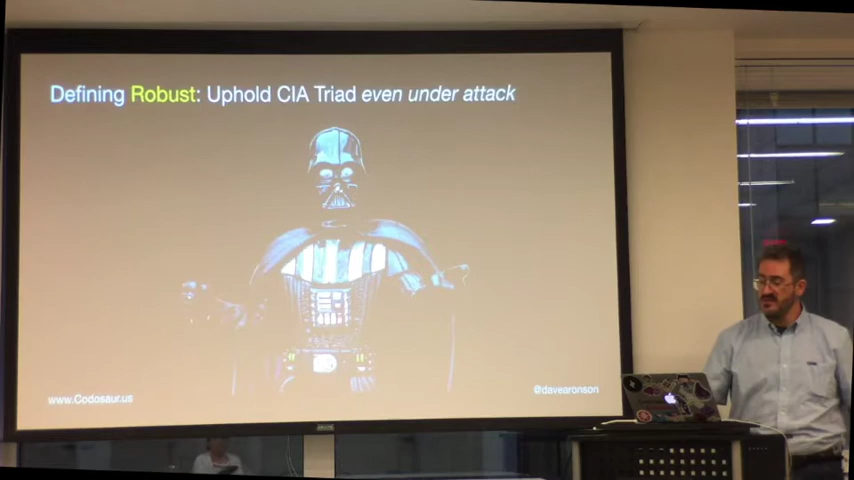 Defining Robust: Uphold CIA Triad even under attack
www.Codosaur.us
@davearonson